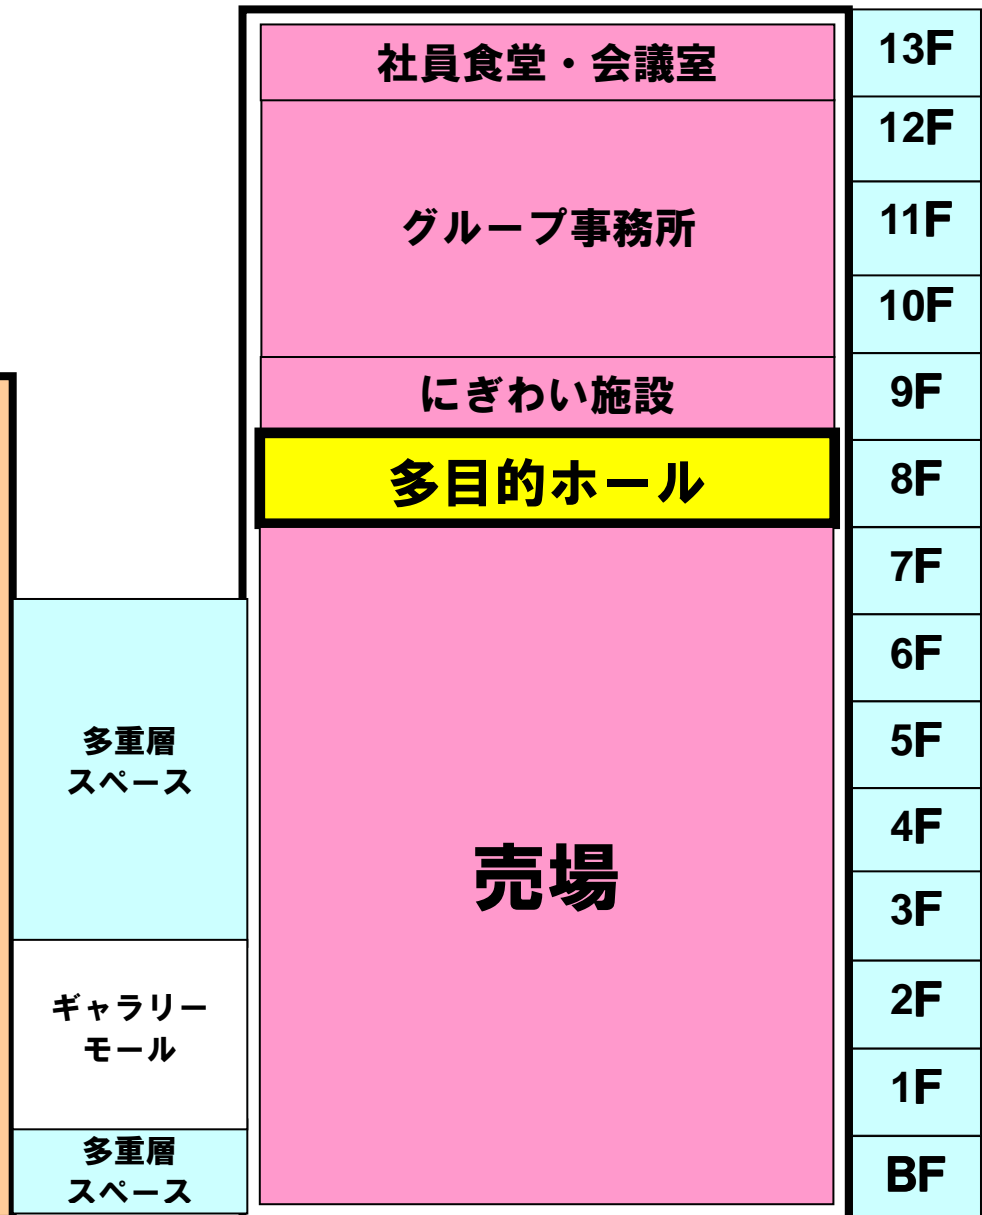 社員食堂・会議室
13F
12F
グループ事務所
11F
10F
にぎわい施設
9F
多目的ホール
8F
7F
6F
多重層
スペース
5F
4F
売場
3F
ギャラリー
モール
2F
1F
多重層
スペース
BF